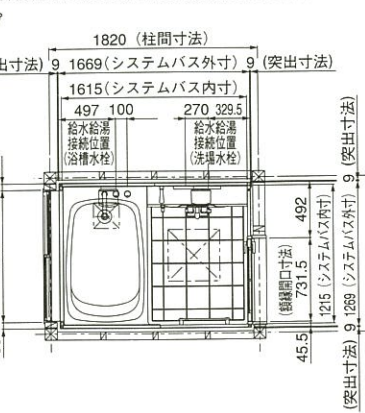 。
1820 (柱間寸法)
出寸法) 9 1669(システムバス外寸) 9 (突出寸法)
1615(システムバス内寸)
497 100 270 329.5
給水給湯 給水給湯
接続位置 接続位置
(浴槽水栓) (洗場水栓)
(突出寸法)
9
492
(額縁開口寸法)
731.5
45.5
1215 (システムバス内寸)
1269 (システムバス外寸)
9
(突出寸法)